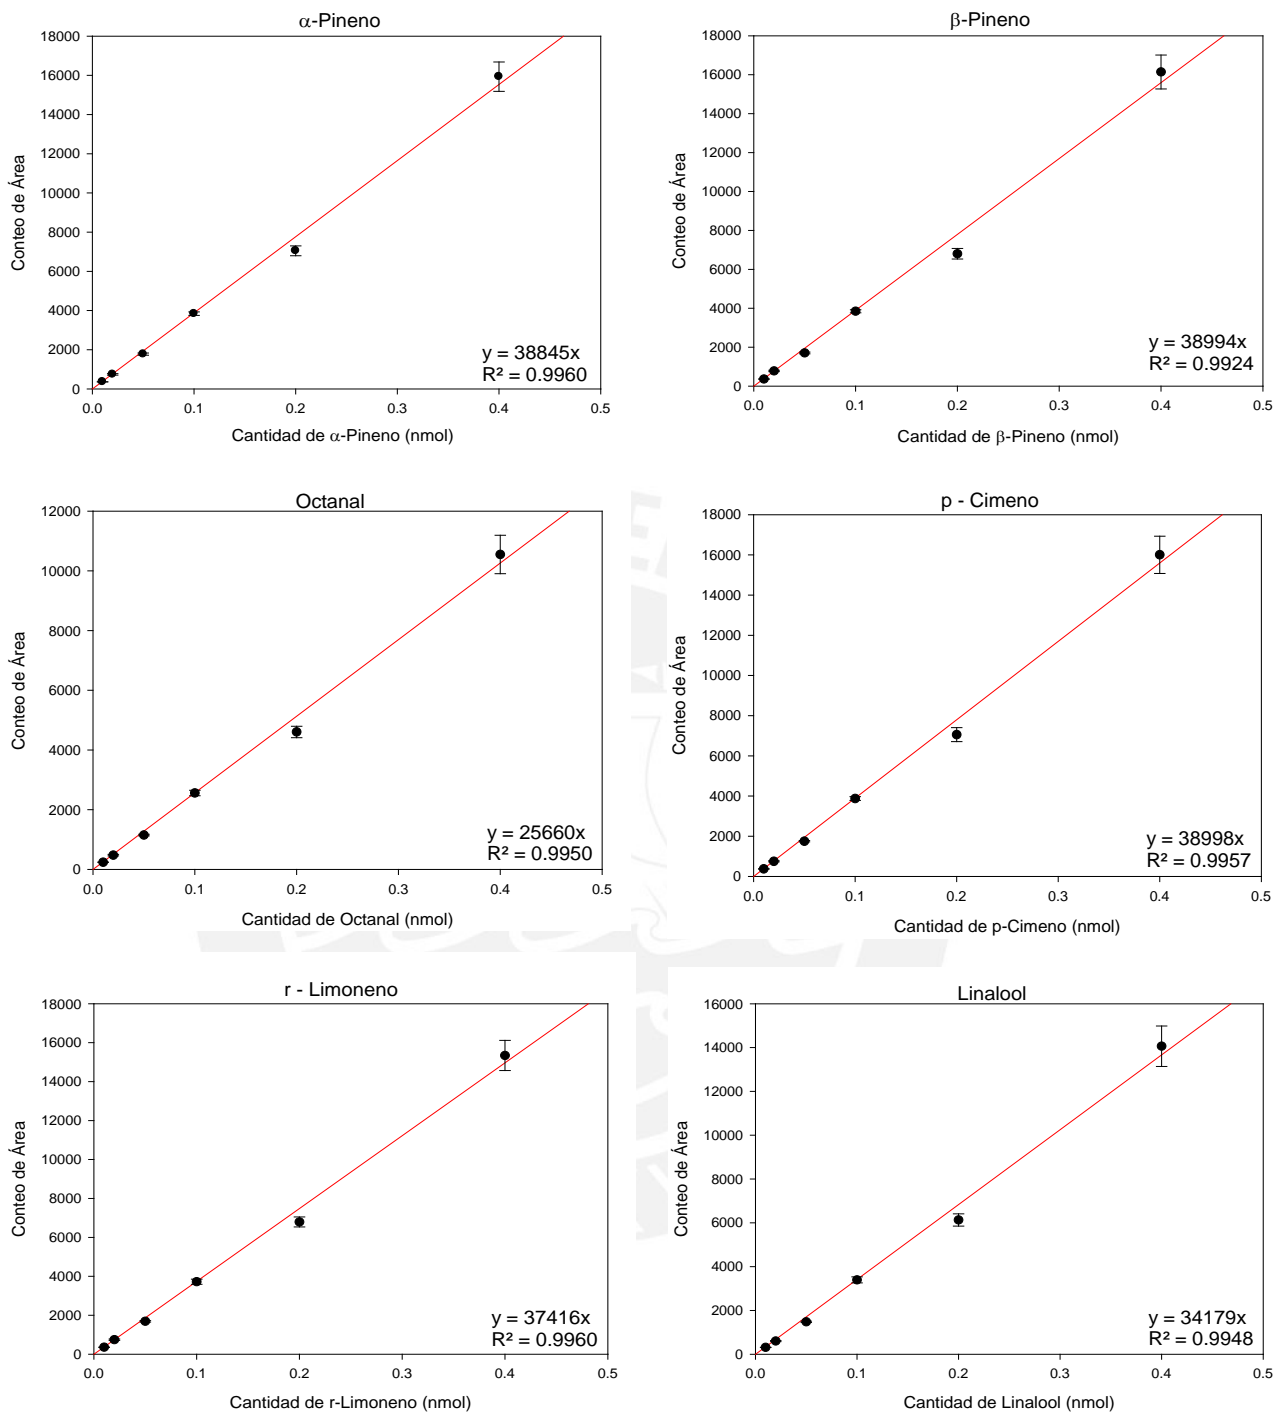 α-Pineno
18000
16000
14000
12000
10000
8000
6000
4000
2000
0
Conteo de Área
y = 38845x
R² = 0.9960
0.0 0.1 0.2 0.3 0.4 0.5
Cantidad de α-Pineno (nmol)
β-Pineno
18000
16000
14000
12000
10000
8000
6000
4000
2000
0
Conteo de Área
y = 38994x
R² = 0.9924
0.0 0.1 0.2 0.3 0.4 0.5
Cantidad de β-Pineno (nmol)
Octanal
12000
10000
8000
6000
4000
2000
0
Conteo de Área
y = 25660x
R² = 0.9950
0.0 0.1 0.2 0.3 0.4 0.5
Cantidad de Octanal (nmol)
p - Cimeno
18000
16000
14000
12000
10000
8000
6000
4000
2000
0
Conteo de Área
y = 38998x
R² = 0.9957
0.0 0.1 0.2 0.3 0.4 0.5
Cantidad de p-Cimeno (nmol)
r - Limoneno
18000
16000
14000
12000
10000
8000
6000
4000
2000
0
Conteo de Área
y = 37416x
R² = 0.9960
0.0 0.1 0.2 0.3 0.4 0.5
Cantidad de r-Limoneno (nmol)
Linalool
16000
14000
12000
10000
8000
6000
4000
2000
0
Conteo de Área
y = 34179x
R² = 0.9948
0.0 0.1 0.2 0.3 0.4 0.5
Cantidad de Linalool (nmol)